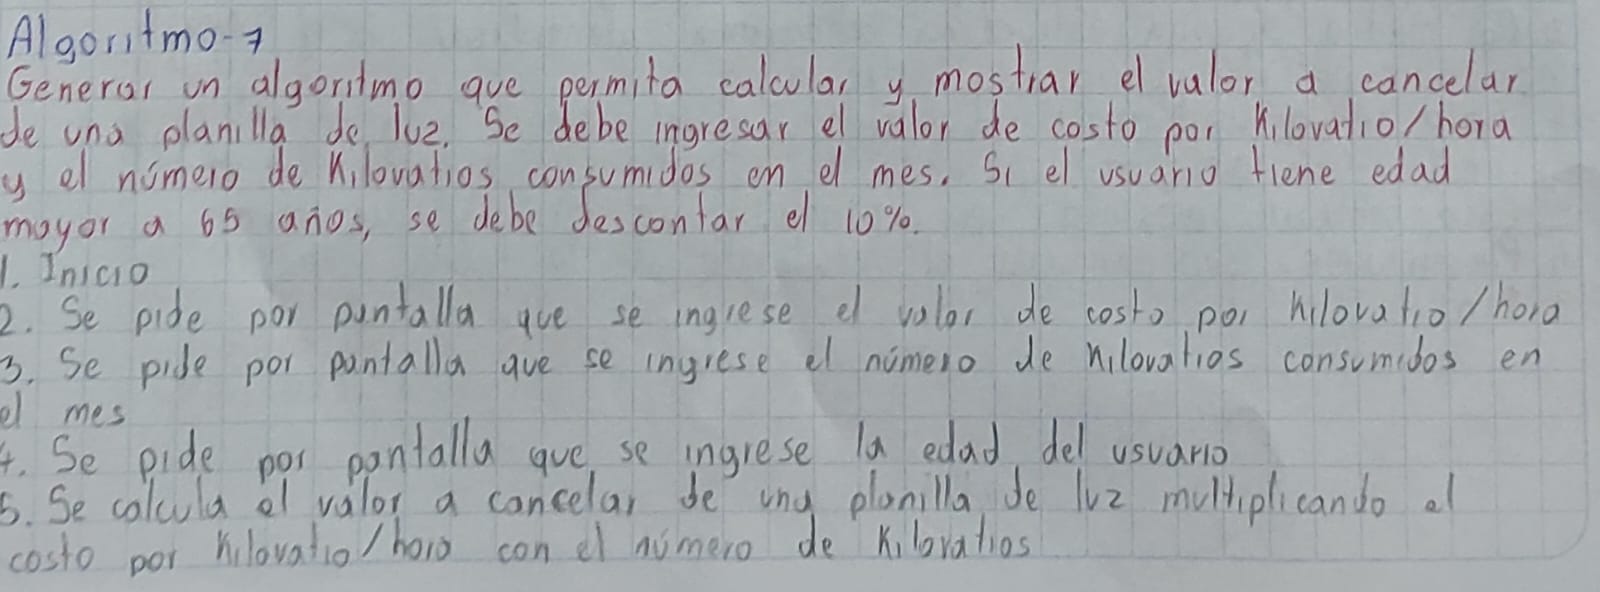 Algoritmo-7
Generar un algoritmo que permita calcular y mostrar el valor a cancelar
de una planilla de luz. Se debe ingresar el valor de costo por Kilovatio/hora
y el número de Kilovatios consumidos en el mes. Si el usuario tiene edad
mayor a 65 años, se debe descontar el 10%.
1. Inicio
2. Se pide por pantalla que se ingrese el valor de costo por kilovatio/hora
3. Se pide por pantalla que se ingrese el número de kilovatios consumidos en
el mes
4. Se pide por pantalla que se ingrese la edad del usuario
5. Se calcula el valor a cancelar de una planilla de luz multiplicando el
costo por kilovatio/hora con el número de Kilovatios